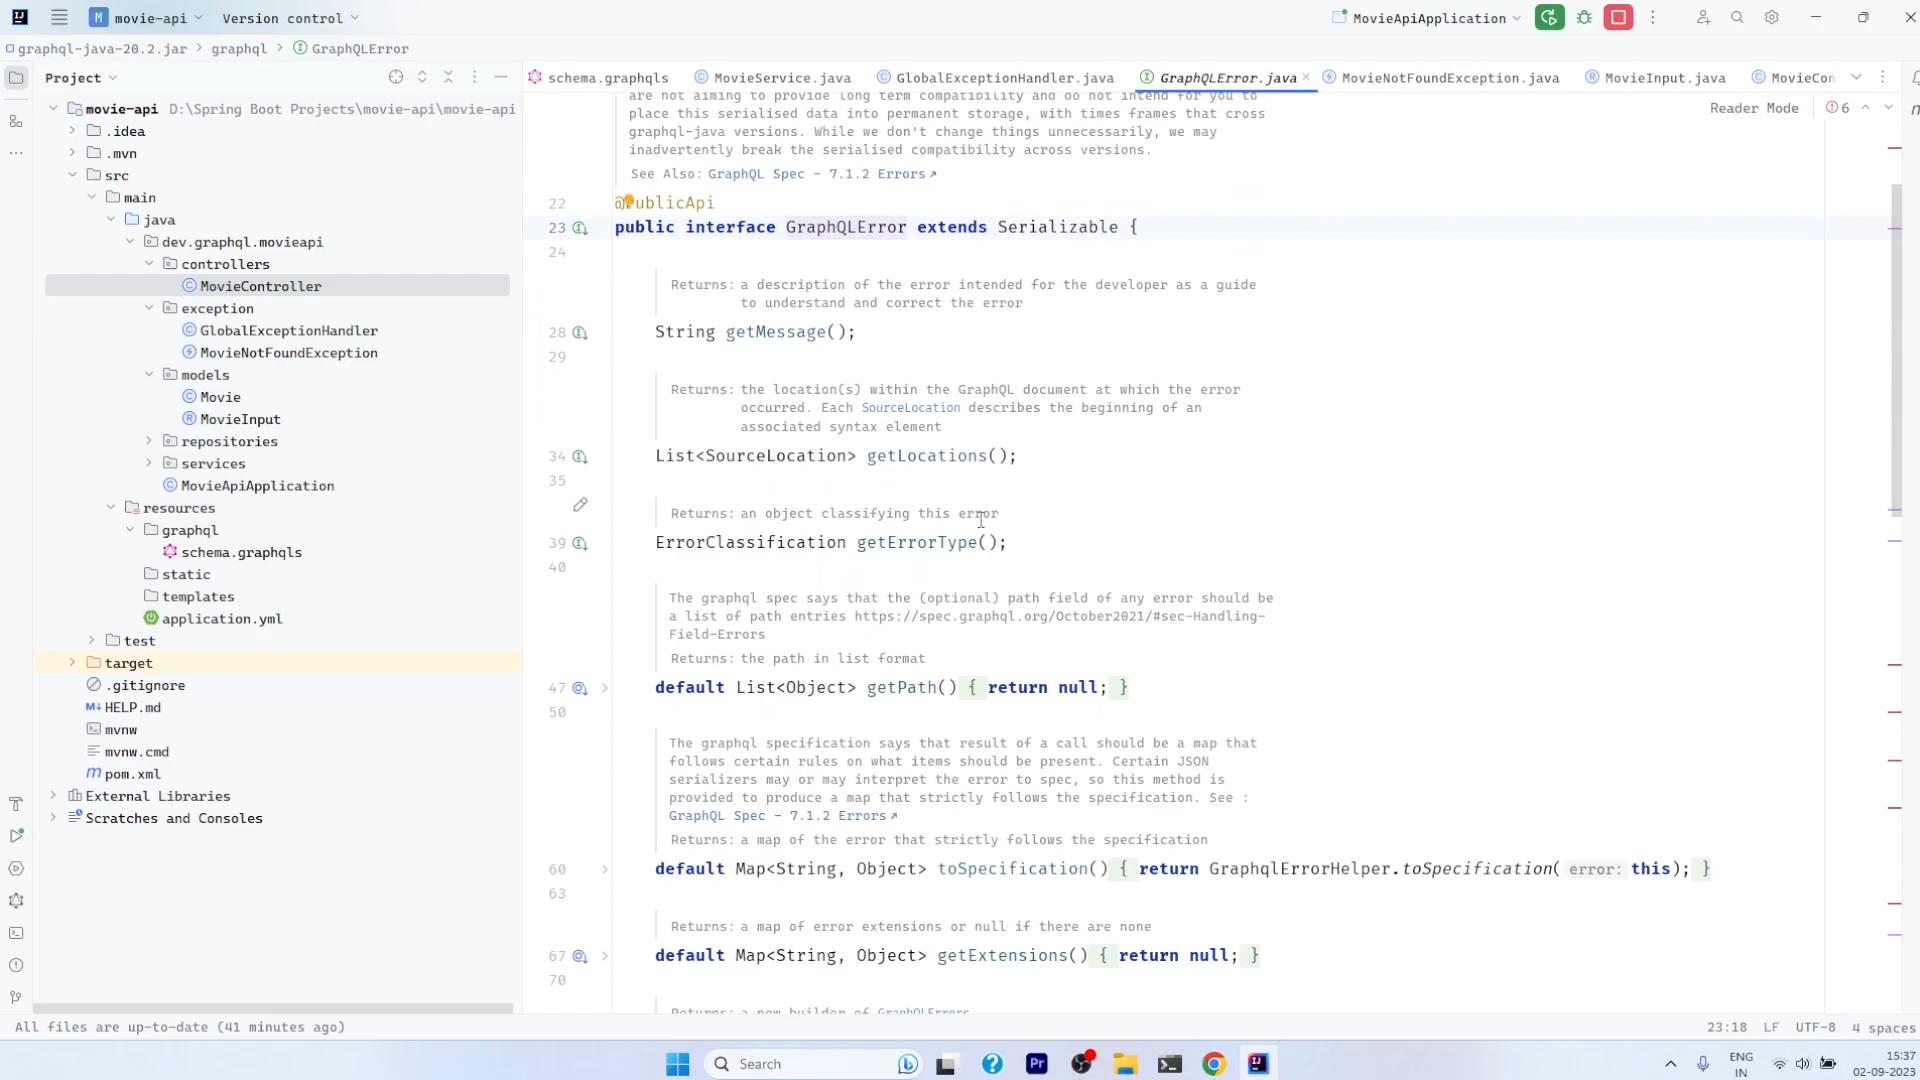 M movie-api
Version control
MovieApiApplication
graphql-java-20.2.jar
graphql
GraphQLError
Project
schema.graphqls
MovieService.java
GlobalExceptionHandler.java
GraphQLError.java
MovieNotFoundException.java
MovieInput.java
MovieCon
Reader Mode
6
movie-api D:\Spring Boot Projects\movie-api\movie-api
.idea
.mvn
src
main
java
dev.graphql.movieapi
controllers
MovieController
exception
GlobalExceptionHandler
MovieNotFoundException
models
Movie
MovieInput
repositories
services
MovieApiApplication
resources
graphql
schema.graphqls
static
templates
application.yml
test
target
.gitignore
HELP.md
mvnw
mvnw.cmd
pom.xml
External Libraries
Scratches and Consoles
are not aiming to provide long term compatibility and do not intend for you to
place this serialised data into permanent storage, with times frames that cross
graphql-java versions. While we don't change things unnecessarily, we may
inadvertently break the serialised compatibility across versions.
See Also: GraphQL Spec - 7.1.2 Errors
22 @PublicApi
23 public interface GraphQLError extends Serializable {
24
Returns: a description of the error intended for the developer as a guide
to understand and correct the error
28 String getMessage();
29
Returns: the location(s) within the GraphQL document at which the error
occurred. Each SourceLocation describes the beginning of an
associated syntax element
34 List<SourceLocation> getLocations();
35
Returns: an object classifying this error
39 ErrorClassification getErrorType();
40
The graphql spec says that the (optional) path field of any error should be
a list of path entries https://spec.graphql.org/October2021/#sec-Handling-
Field-Errors
Returns: the path in list format
47 default List<Object> getPath() { return null; }
50
The graphql specification says that result of a call should be a map that
follows certain rules on what items should be present. Certain JSON
serializers may or may interpret the error to spec, so this method is
provided to produce a map that strictly follows the specification. See :
GraphQL Spec - 7.1.2 Errors
Returns: a map of the error that strictly follows the specification
60 default Map<String, Object> toSpecification() { return GraphqlErrorHelper.toSpecification( error: this); }
63
Returns: a map of error extensions or null if there are none
67 default Map<String, Object> getExtensions() { return null; }
70
Returns: a new builder of GraphQLErrors
All files are up-to-date (41 minutes ago)
23:18 LF UTF-8 4 spaces
Search
Pr
ENG
IN
15:37
02-09-2023